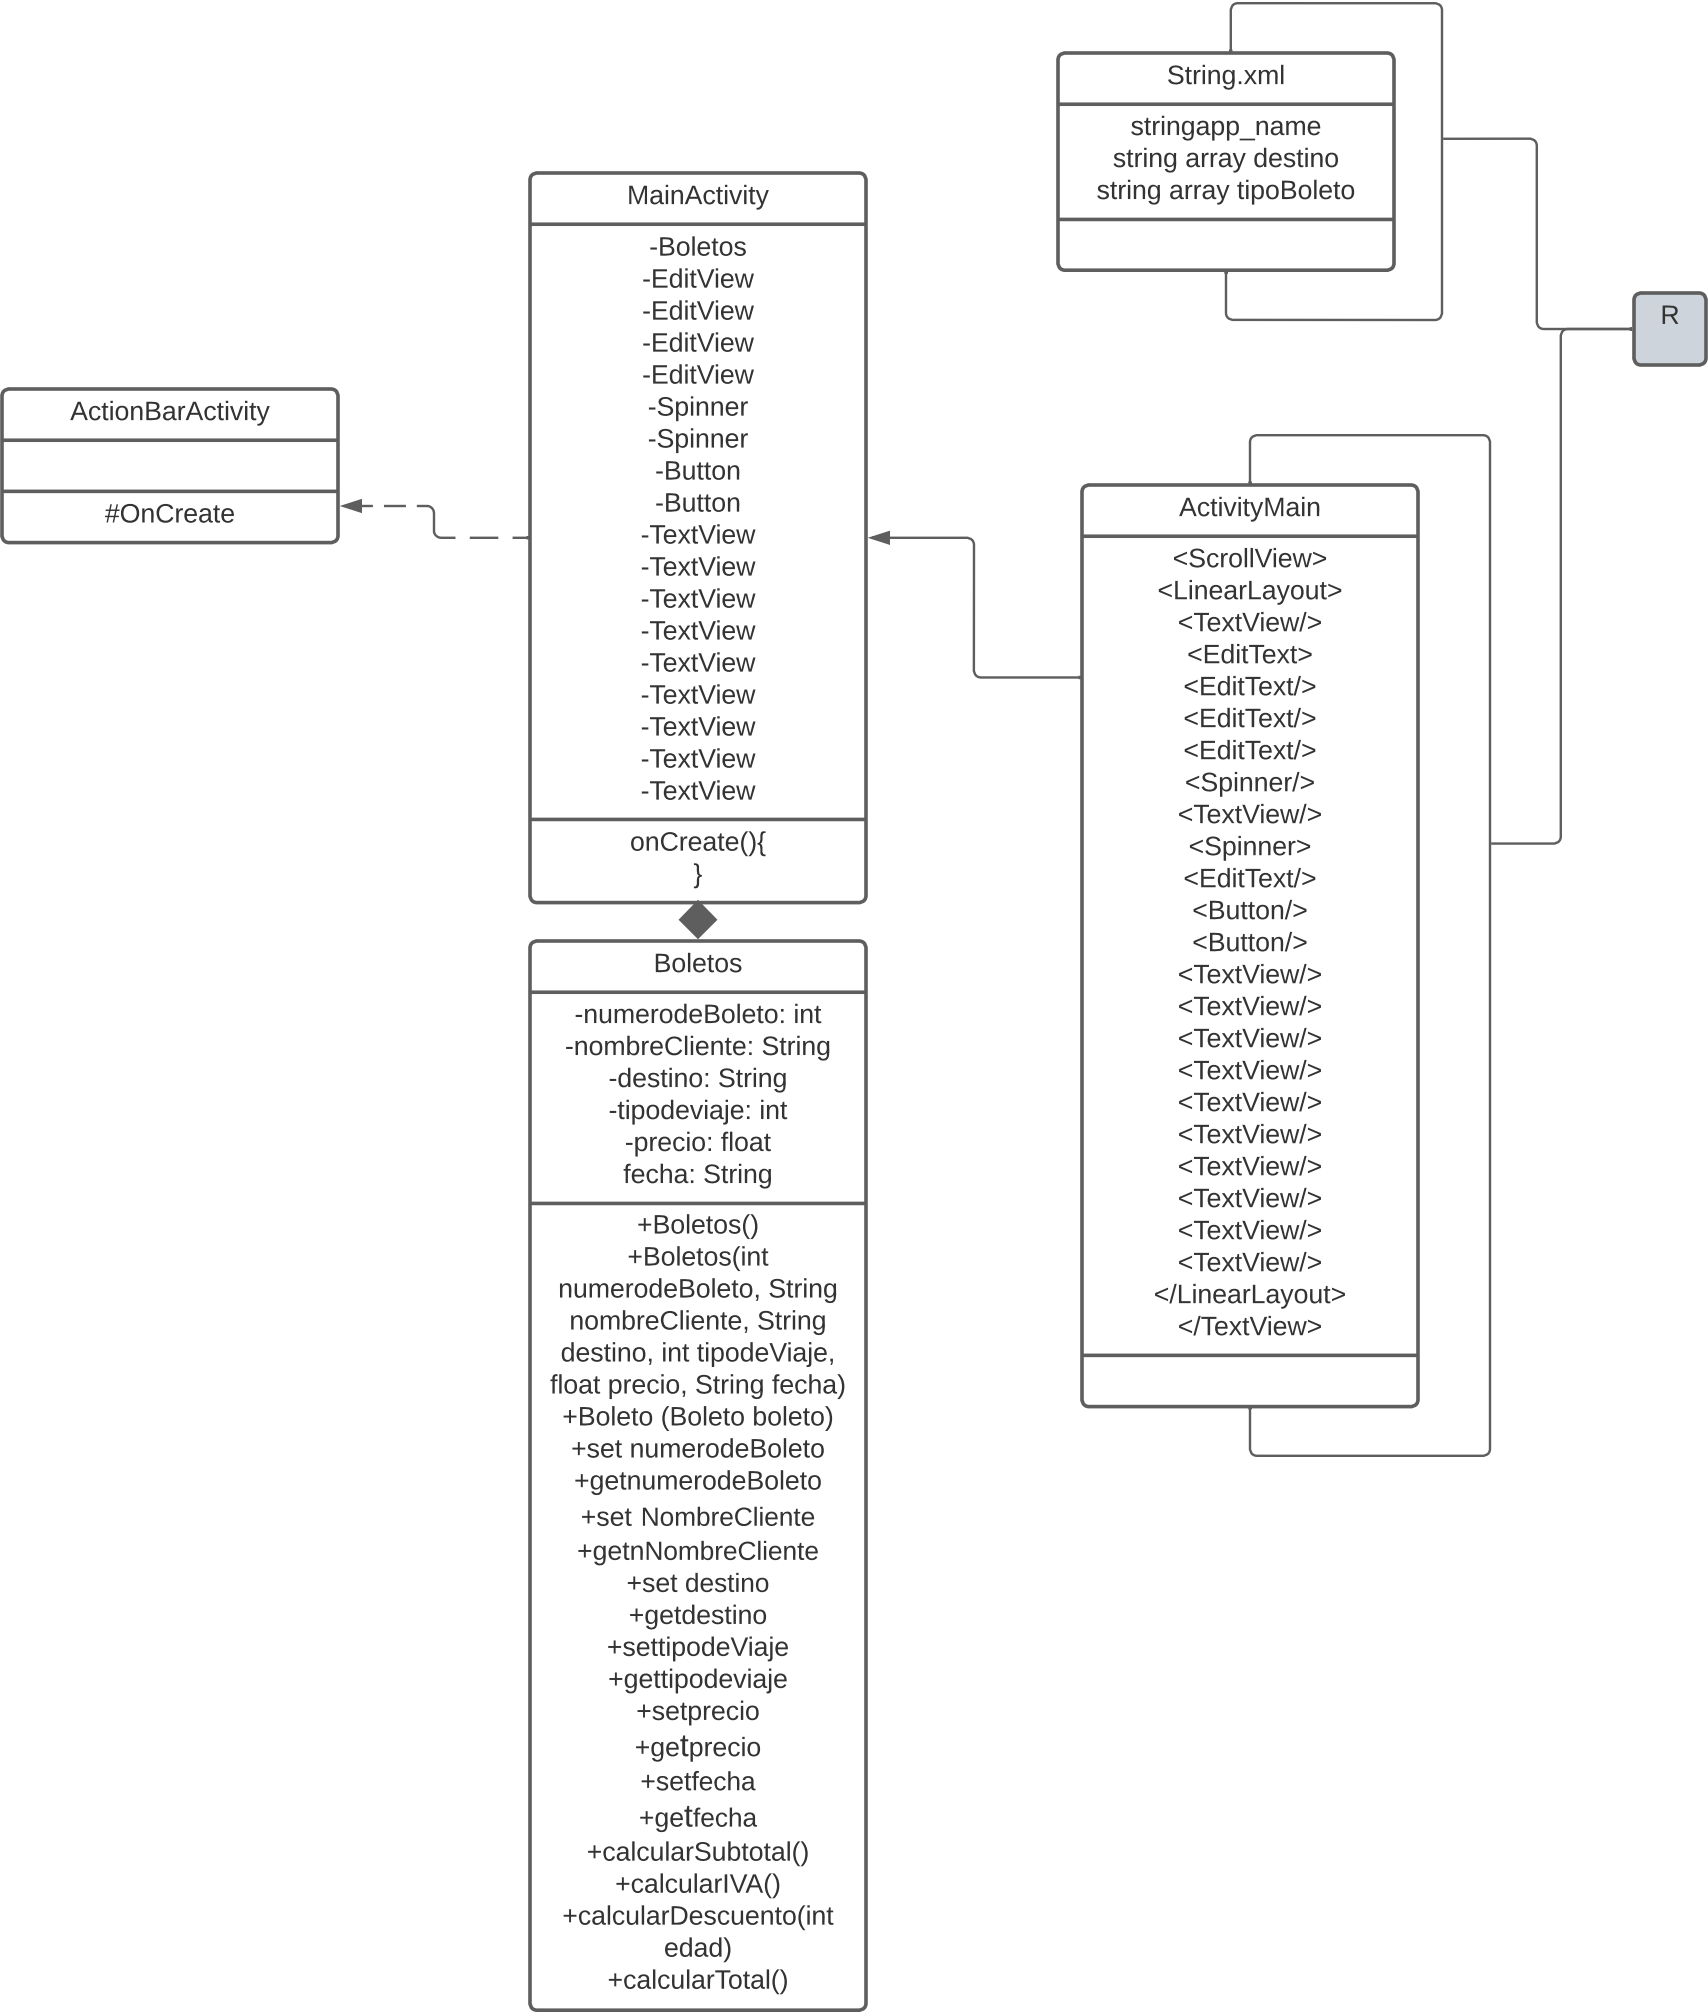 String.xml
stringapp_name
string array destino
string array tipoBoleto
R
MainActivity
-Boletos
-EditView
-EditView
-EditView
-EditView
-Spinner
-Spinner
-Button
-Button
-TextView
-TextView
-TextView
-TextView
-TextView
-TextView
-TextView
-TextView
-TextView
onCreate(){
}
ActionBarActivity
#OnCreate
ActivityMain
<ScrollView>
<LinearLayout>
<TextView/>
<EditText>
<EditText/>
<EditText/>
<EditText/>
<Spinner/>
<TextView/>
<Spinner>
<EditText/>
<Button/>
<Button/>
<TextView/>
<TextView/>
<TextView/>
<TextView/>
<TextView/>
<TextView/>
<TextView/>
<TextView/>
<TextView/>
<TextView/>
</LinearLayout>
</TextView>
Boletos
-numerodeBoleto: int
-nombreCliente: String
-destino: String
-tipodeviaje: int
-precio: float
fecha: String
+Boletos()
+Boletos(int
numerodeBoleto, String
nombreCliente, String
destino, int tipodeViaje,
float precio, String fecha)
+Boleto (Boleto boleto)
+set numerodeBoleto
+getnumerodeBoleto
+set NombreCliente
+getnNombreCliente
+set destino
+getdestino
+settipodeViaje
+gettipodeviaje
+setprecio
+getprecio
+setfecha
+getfecha
+calcularSubtotal()
+calcularIVA()
+calcularDescuento(int
edad)
+calcularTotal()